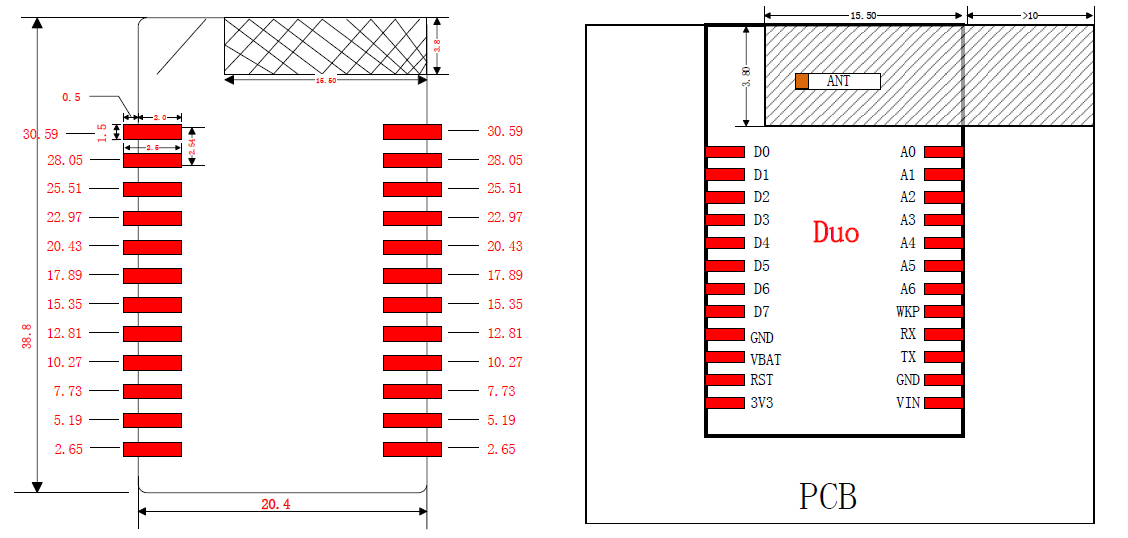 3.8
15.50
0.5
2.0
30.59
1.5
2.54
30.59
2.5
28.05
28.05
25.51
25.51
22.97
22.97
20.43
20.43
17.89
17.89
15.35
15.35
38.8
12.81
12.81
10.27
10.27
7.73
7.73
5.19
5.19
2.65
2.65
20.4
15.50
>10
3.80
ANT
D0 A0
D1 A1
D2 A2
D3 A3
Duo
D4 A4
D5 A5
D6 A6
D7 WKP
GND RX
VBAT TX
RST GND
3V3 VIN
PCB